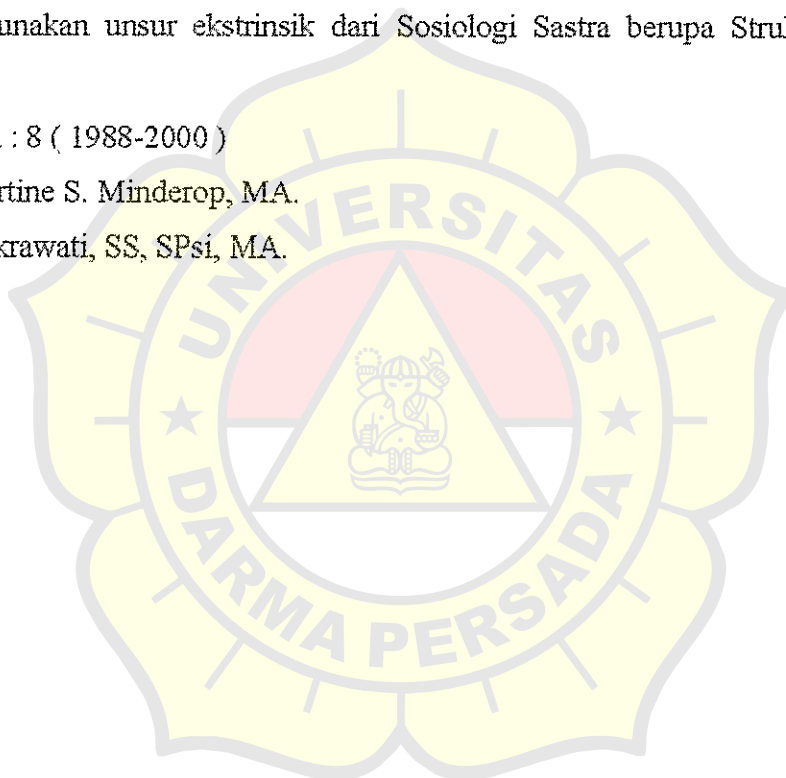 unakan unsur ekstrinsik dari Sosiologi Sastra berupa Stru
: 8 ( 1988-2000 )
rtine S. Minderop, MA.
krawati, SS, SPsi, MA.
UNIVERSITAS
DARMA PERSADA